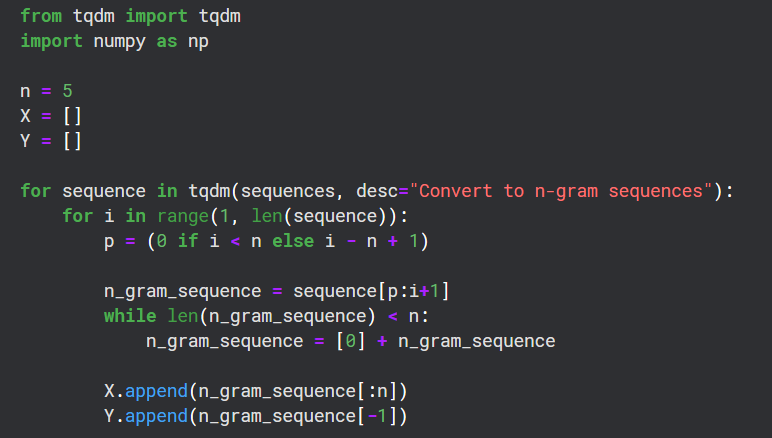 from tqdm import tqdm
import numpy as np

n = 5
X = []
Y = []

for sequence in tqdm(sequences, desc="Convert to n-gram sequences"):
    for i in range(1, len(sequence)):
        p = (0 if i < n else i - n + 1)

        n_gram_sequence = sequence[p:i+1]
        while len(n_gram_sequence) < n:
            n_gram_sequence = [0] + n_gram_sequence

        X.append(n_gram_sequence[:n])
        Y.append(n_gram_sequence[-1])